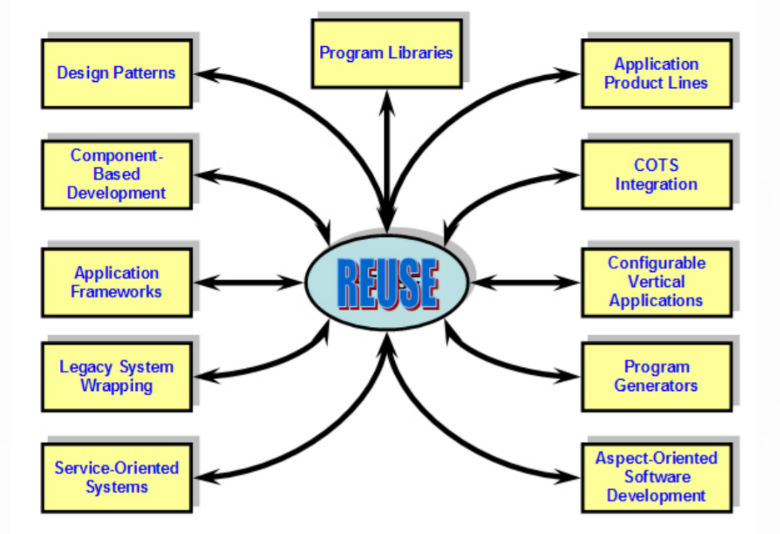 Program Libraries
Design Patterns
Application
Product Lines
Component-
Based
Development
COTS
Integration
REUSE
Application
Frameworks
Configurable
Vertical
Applications
Legacy System
Wrapping
Program
Generators
Service-Oriented
Systems
Aspect-Oriented
Software
Development